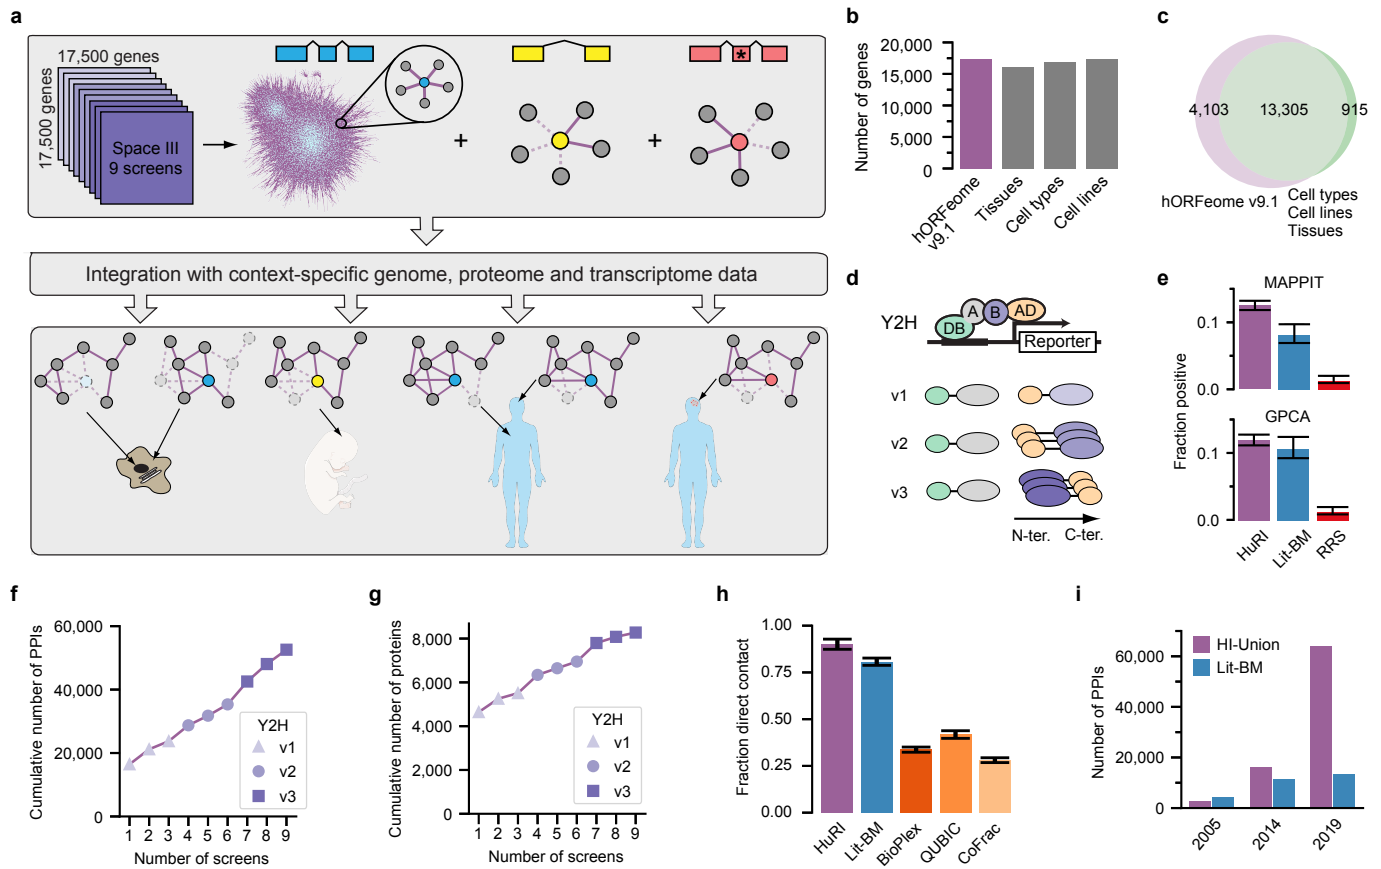 a
17,500 genes
17,500 genes
Space III
9 screens
+
+
*
Integration with context-specific genome, proteome and transcriptome data
b
Number of genes
20,000
15,000
10,000
5,000
0
hORFeome
v9.1
Tissues
Cell types
Cell lines
c
4,103
13,305
915
hORFeome v9.1
Cell types
Cell lines
Tissues
d
Y2H
DB
A
B
AD
Reporter
v1
v2
v3
N-ter.
C-ter.
e
Fraction positive
MAPPIT
0.1
0.0
GPCA
0.1
0.0
HuRI
Lit-BM
RRS
f
Cumulative number of PPIs
60,000
40,000
20,000
0
Y2H
v1
v2
v3
1 2 3 4 5 6 7 8 9
Number of screens
g
Cumulative number of proteins
8,000
6,000
4,000
2,000
0
Y2H
v1
v2
v3
1 2 3 4 5 6 7 8 9
Number of screens
h
Fraction direct contact
1.00
0.75
0.50
0.25
0.00
HuRI
Lit-BM
BioPlex
QUBIC
CoFrac
i
Number of PPIs
60,000
40,000
20,000
0
HI-Union
Lit-BM
2005
2014
2019